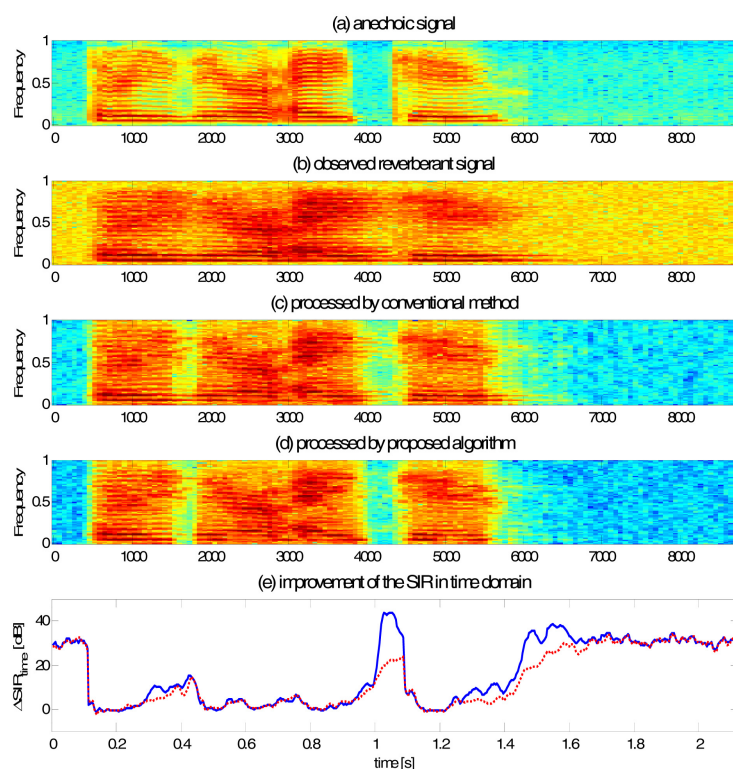 (a) anechoic signal
Frequency
1
0.5
0
0 1000 2000 3000 4000 5000 6000 7000 8000
(b) observed reverberant signal
Frequency
1
0.5
0
0 1000 2000 3000 4000 5000 6000 7000 8000
(c) processed by conventional method
Frequency
1
0.5
0
0 1000 2000 3000 4000 5000 6000 7000 8000
(d) processed by proposed algorithm
Frequency
1
0.5
0
0 1000 2000 3000 4000 5000 6000 7000 8000
(e) improvement of the SIR in time domain
ΔSIR_time [dB]
40
20
0
0 0.2 0.4 0.6 0.8 1 1.2 1.4 1.6 1.8 2
time [s]